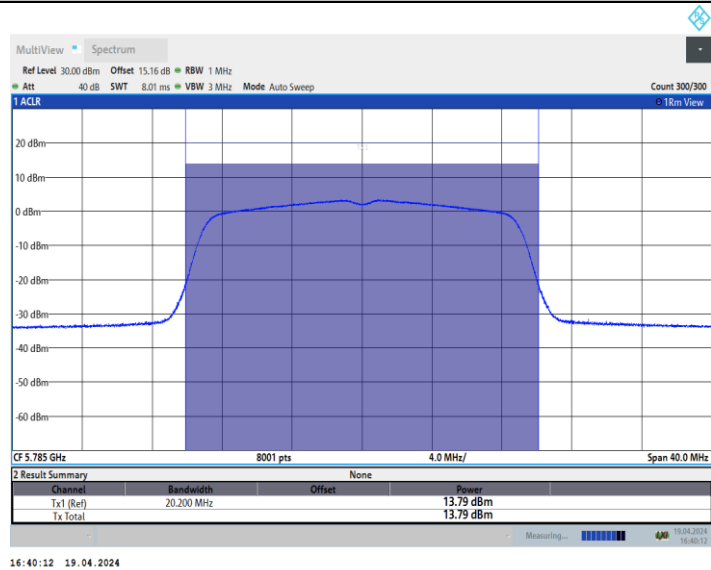 MultiView Spectrum
Ref Level 30.00 dBm Offset 15.16 dB RBW 1 MHz
Att 40 dB SWT 8.01 ms VBW 3 MHz Mode Auto Sweep Count 300/300
1 ACLR 1Rm View
20 dBm
10 dBm
0 dBm
-10 dBm
-20 dBm
-30 dBm
-40 dBm
-50 dBm
-60 dBm
CF 5.785 GHz 8001 pts 4.0 MHz/ Span 40.0 MHz
2 Result Summary None
Channel Bandwidth Offset Power
Tx1 (Ref) 20.200 MHz 13.79 dBm
Tx Total 13.79 dBm
Measuring... 19.04.2024
16:40:12
16:40:12 19.04.2024